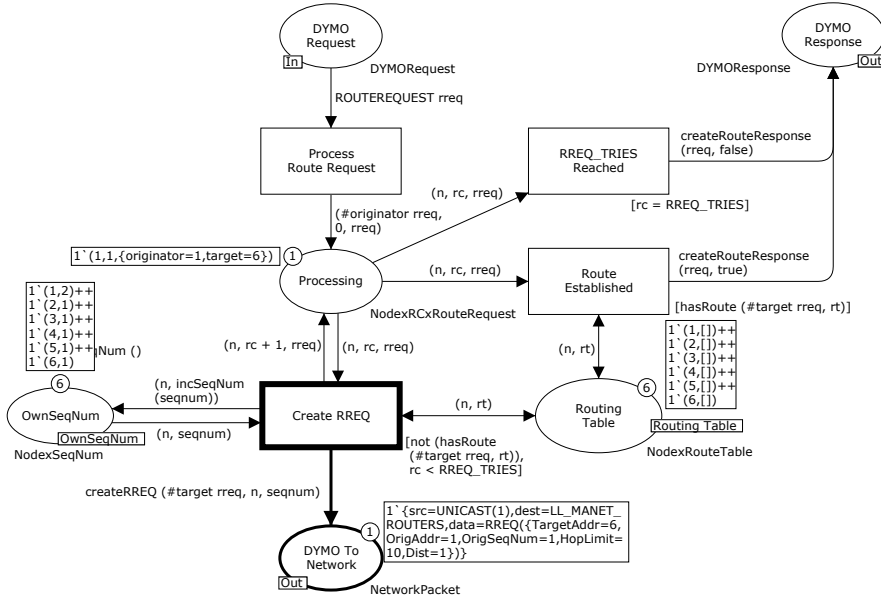 DYMO
Request
In
DYMORequest
DYMO
Response
Out
DYMOResponse
ROUTEREQUEST rreq
Process
Route Request
RREQ_TRIES
Reached
createRouteResponse
(rreq, false)
[rc = RREQ_TRIES]
(n, rc, rreq)
(#originator rreq,
0, rreq)
1`(1,1,{originator=1,target=6})
1
Processing
NodexRCxRouteRequest
(n, rc, rreq)
Route
Established
createRouteResponse
(rreq, true)
[hasRoute (#target rreq, rt)]
1`(1,2)++
1`(2,1)++
1`(3,1)++
1`(4,1)++
1`(5,1)++
1`(6,1)
qNum ()
(n, rc + 1, rreq)
(n, rc, rreq)
(n, rt)
1`(1,[])++
1`(2,[])++
1`(3,[])++
1`(4,[])++
1`(5,[])++
1`(6,[])
6
OwnSeqNum
OwnSeqNum
NodexSeqNum
(n, incSeqNum
(seqnum))
(n, seqnum)
Create RREQ
(n, rt)
6
Routing
Table
Routing Table
NodexRouteTable
[not (hasRoute
(#target rreq, rt)),
rc < RREQ_TRIES]
createRREQ (#target rreq, n, seqnum)
1
DYMO To
Network
Out
NetworkPacket
1`{src=UNICAST(1),dest=LL_MANET_
ROUTERS,data=RREQ({TargetAddr=6,
OrigAddr=1,OrigSeqNum=1,HopLimit=
10,Dist=1})}